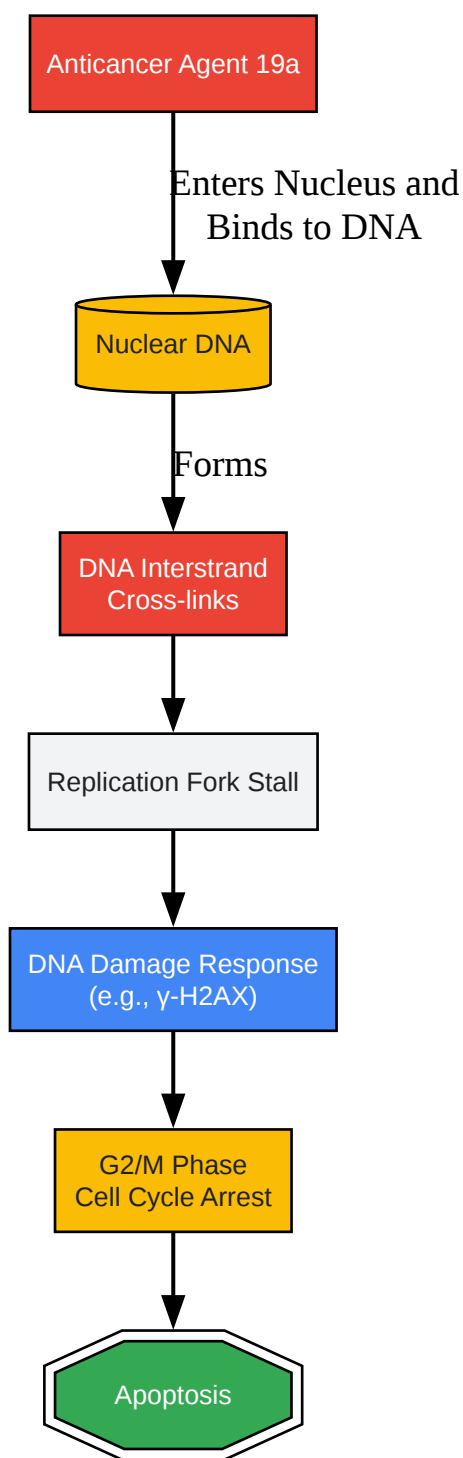 Anticancer Agent 19a
Enters Nucleus and
Binds to DNA
Nuclear DNA
Forms
DNA Interstrand
Cross-links
Replication Fork Stall
DNA Damage Response
(e.g., γ-H2AX)
G2/M Phase
Cell Cycle Arrest
Apoptosis